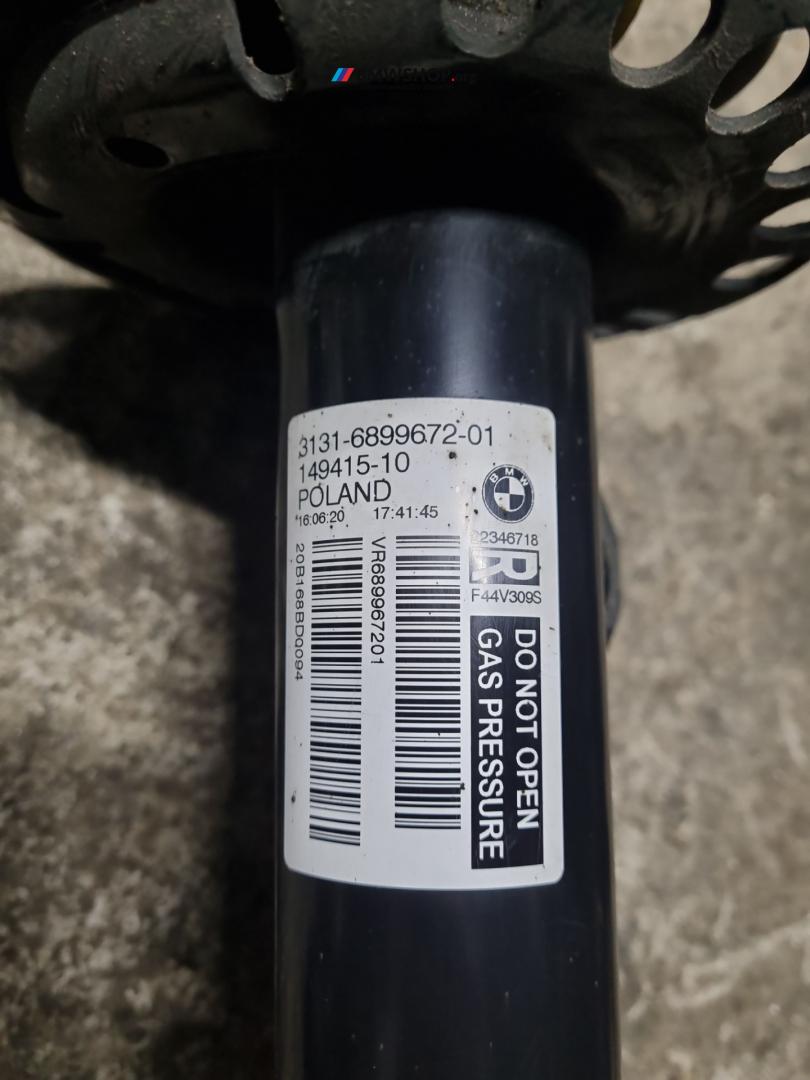 3131-6899672-01
149415-10
POLAND
16:06:20 17:41:45
BMW
22346718
R
F44V309S
20B168BD0094
VR689967201
DO NOT OPEN
GAS PRESSURE